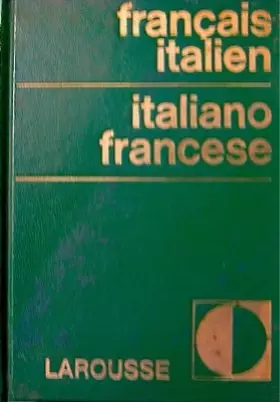 français
italien
italiano
francese
LAROUSSE